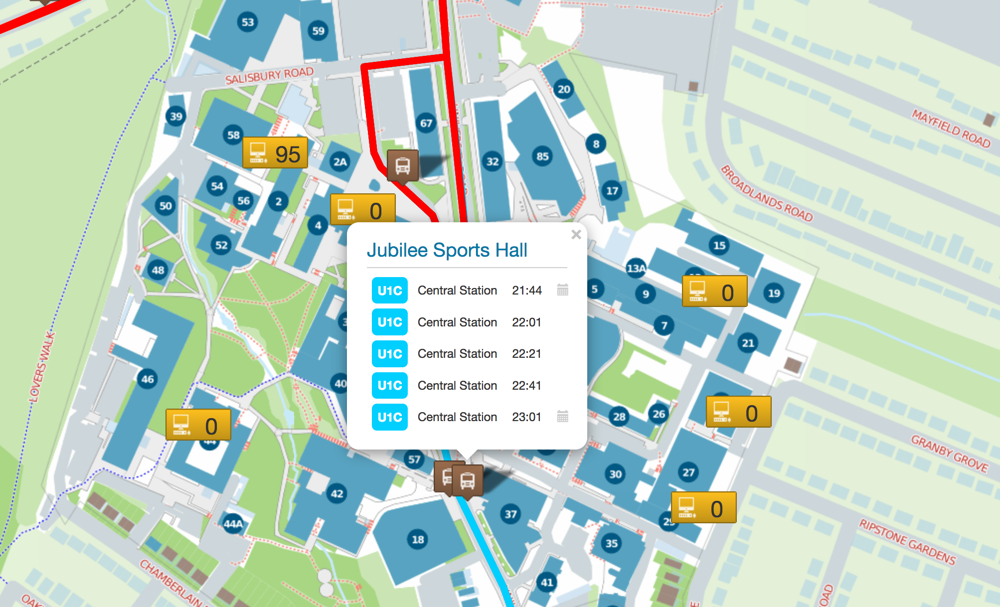 53
59
SALISBURY ROAD
20
39
67
MAYFIELD ROAD
58
8
95
2A
32
85
54
56
2
17
50
BROADLANDS ROAD
0
4
52
15
Jubilee Sports Hall
48
13A
U1C Central Station 21:44
5
9
0
19
U1C Central Station 22:01
7
LOVERS WALK
21
U1C Central Station 22:21
46
40
U1C Central Station 22:41
0
28
26
U1C Central Station 23:01
0
44
GRANBY GROVE
57
30
27
42
37
0
29
44A
18
35
RIPSTONE GARDENS
CHAMBERLAIN
41